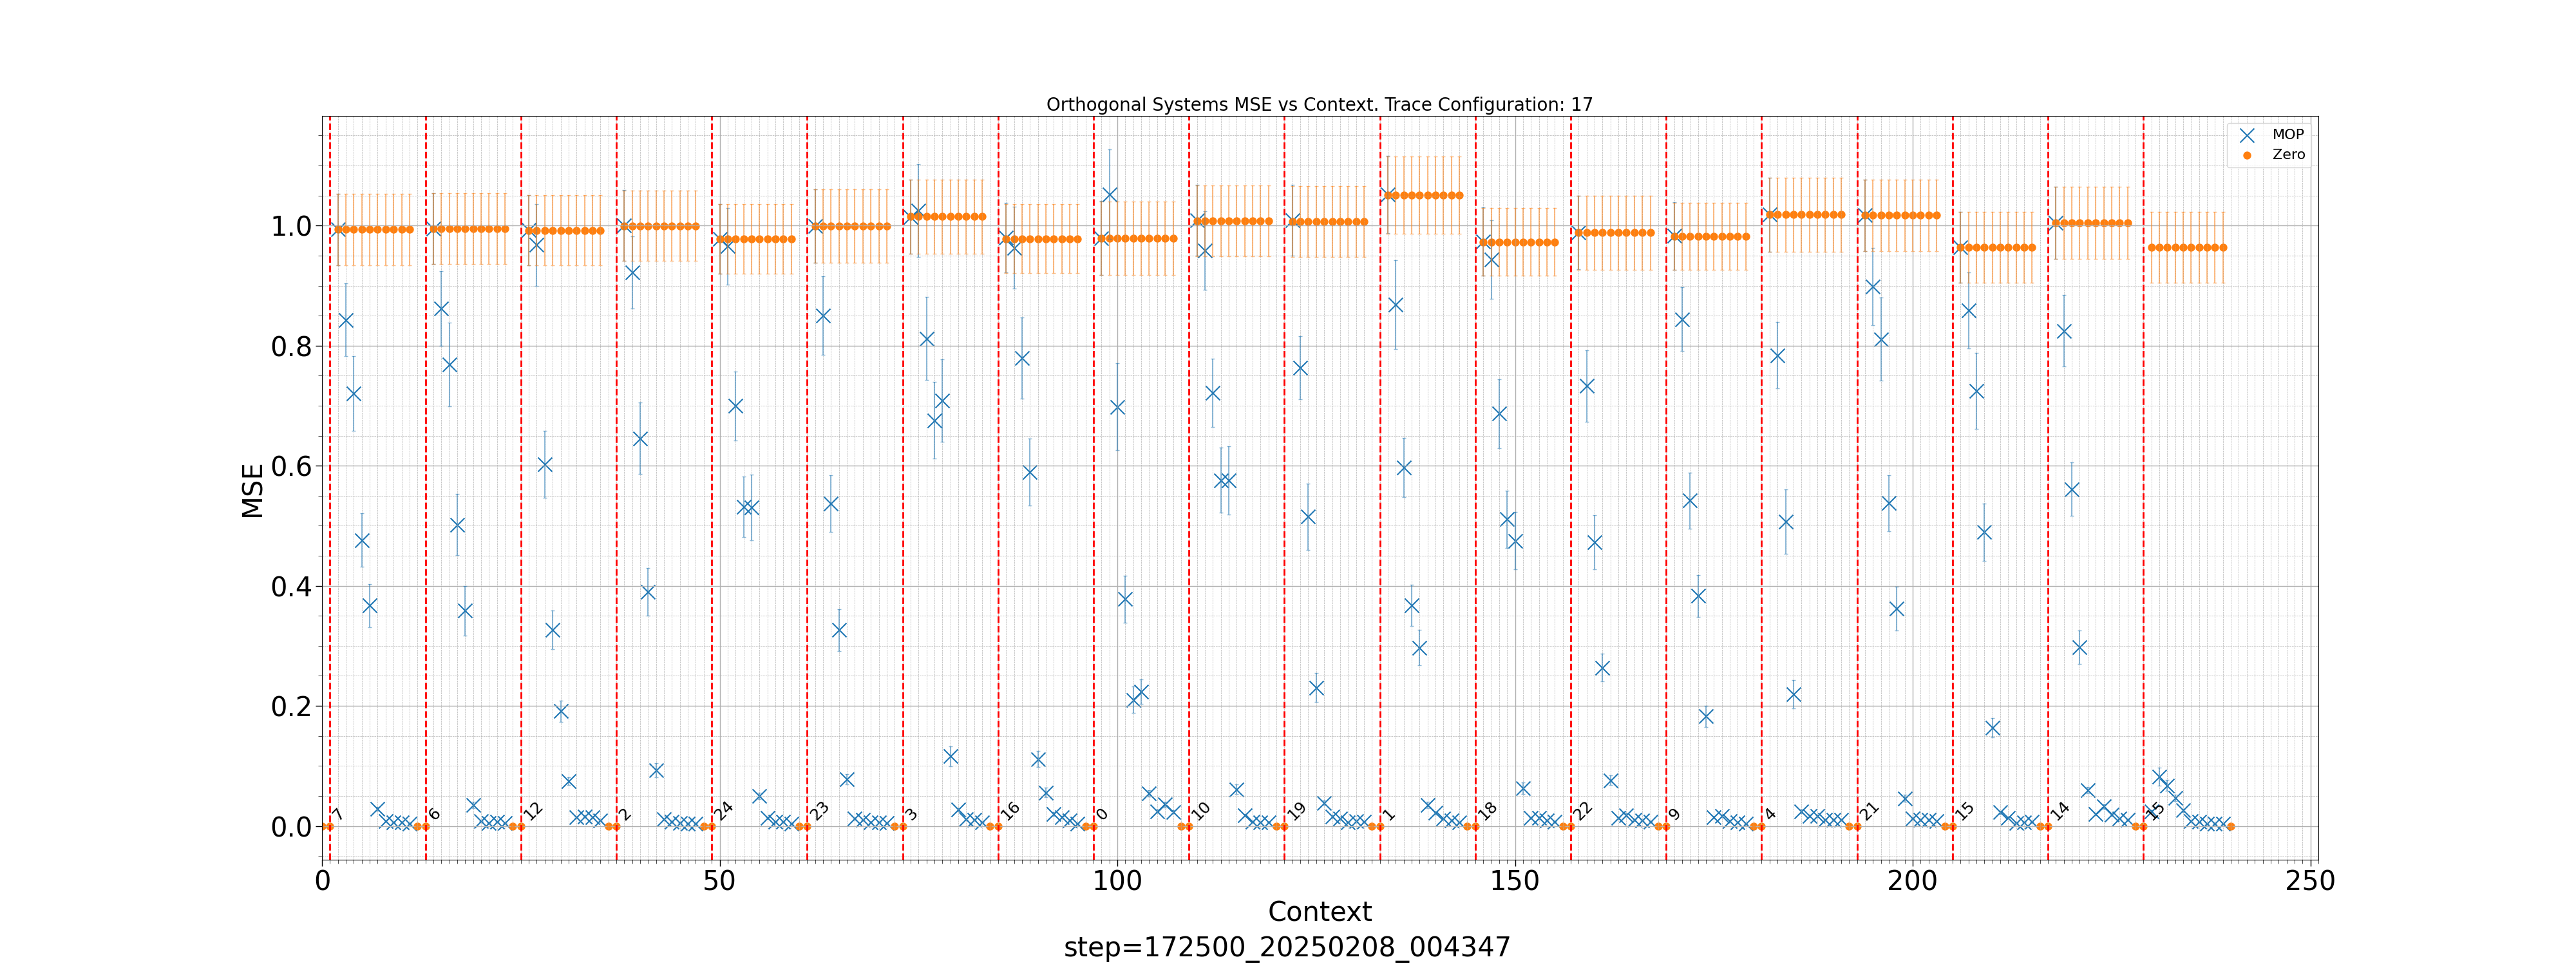 Orthogonal Systems MSE vs Context. Trace Configuration: 17
MOP
Zero
MSE
1.0
0.8
0.6
0.4
0.2
0.0
7 6 12 2 24 23 3 16 0 10 19 1 18 22 9 4 21 15 14 15
0 50 100 150 200 250
Context
step=172500_20250208_004347